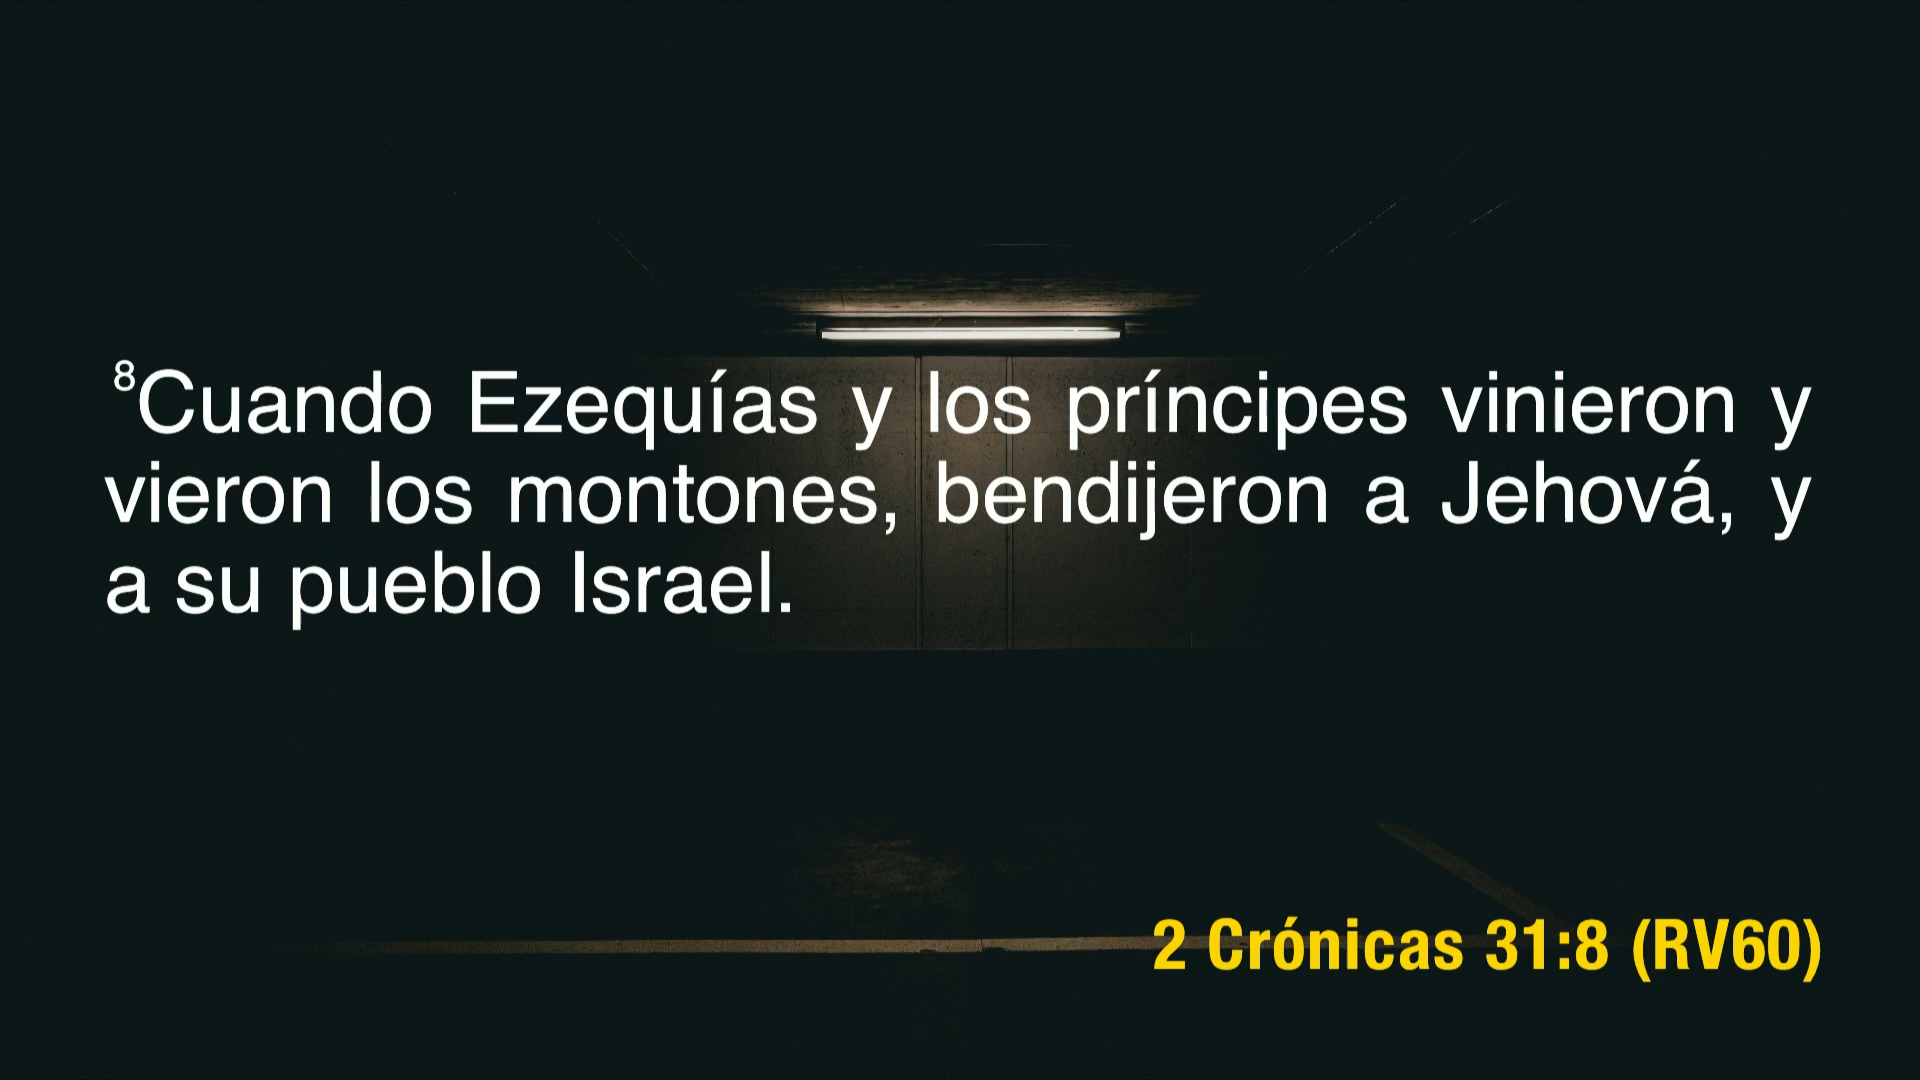 ⁸Cuando Ezequías y los príncipes vinieron y
vieron los montones, bendijeron a Jehová, y
a su pueblo Israel.
2 Crónicas 31:8 (RV60)